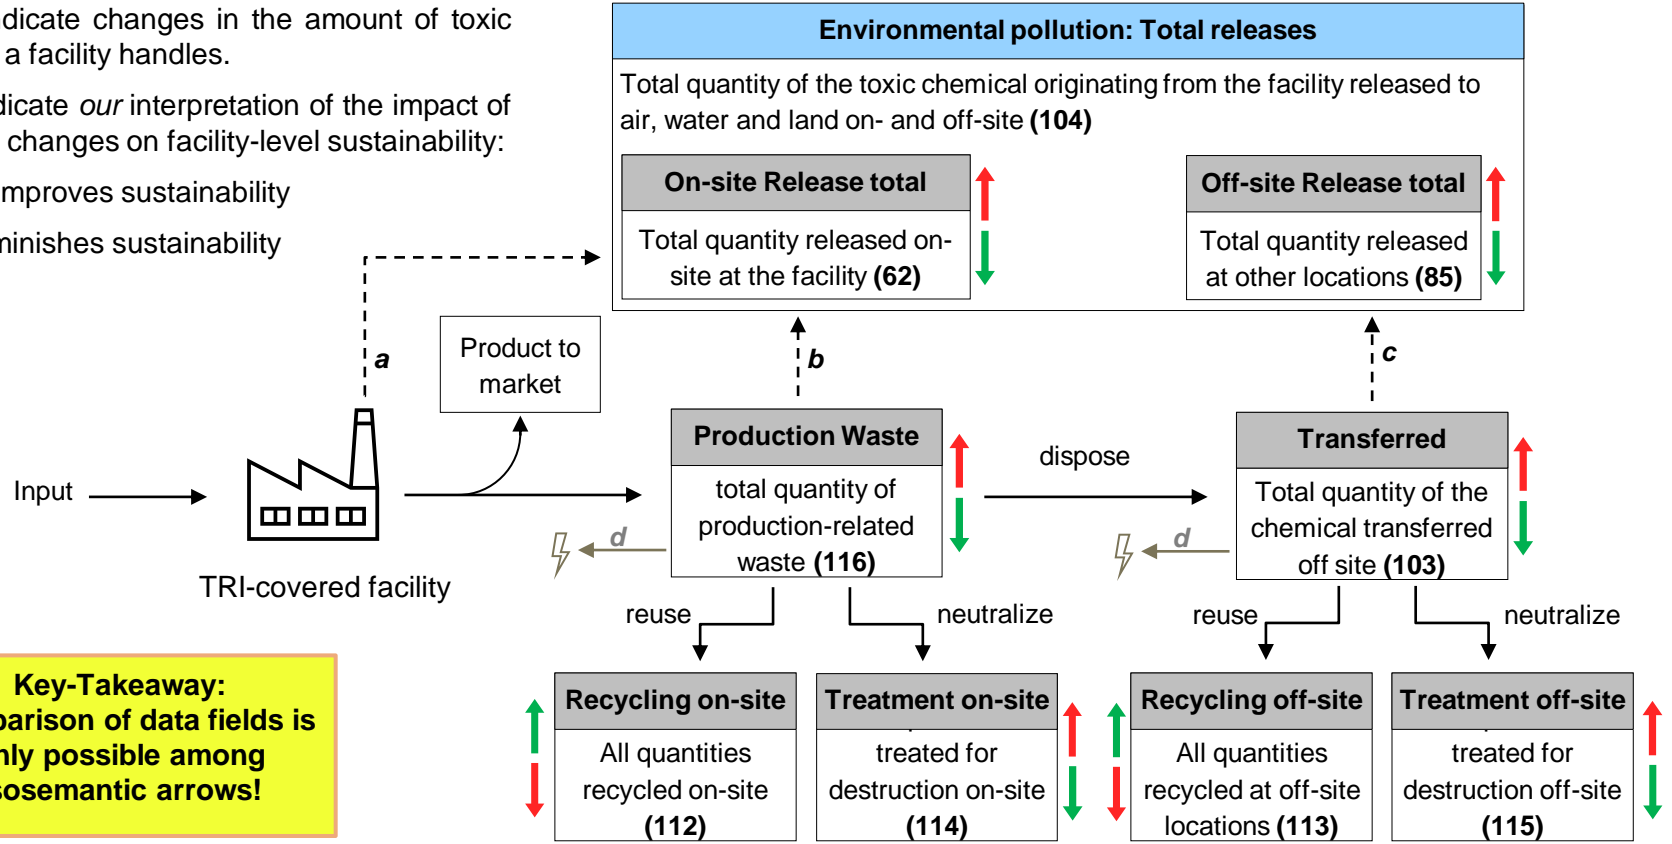 ndicate changes in the amount of toxic
a facility handles.
dicate our interpretation of the impact of
changes on facility-level sustainability:
improves sustainability
minishes sustainability
Environmental pollution: Total releases
Total quantity of the toxic chemical originating from the facility released to
air, water and land on- and off-site (104)
On-site Release total
Total quantity released on-
site at the facility (62)
Off-site Release total
Total quantity released
at other locations (85)
a
Product to
market
b
c
Input
TRI-covered facility
Production Waste
total quantity of
production-related
waste (116)
d
dispose
Transferred
Total quantity of the
chemical transferred
off site (103)
d
reuse
neutralize
reuse
neutralize
Recycling on-site
All quantities
recycled on-site
(112)
Treatment on-site
treated for
destruction on-site
(114)
Recycling off-site
All quantities
recycled at off-site
locations (113)
Treatment off-site
treated for
destruction off-site
(115)
Key-Takeaway:
parison of data fields is
nly possible among
sosemantic arrows!